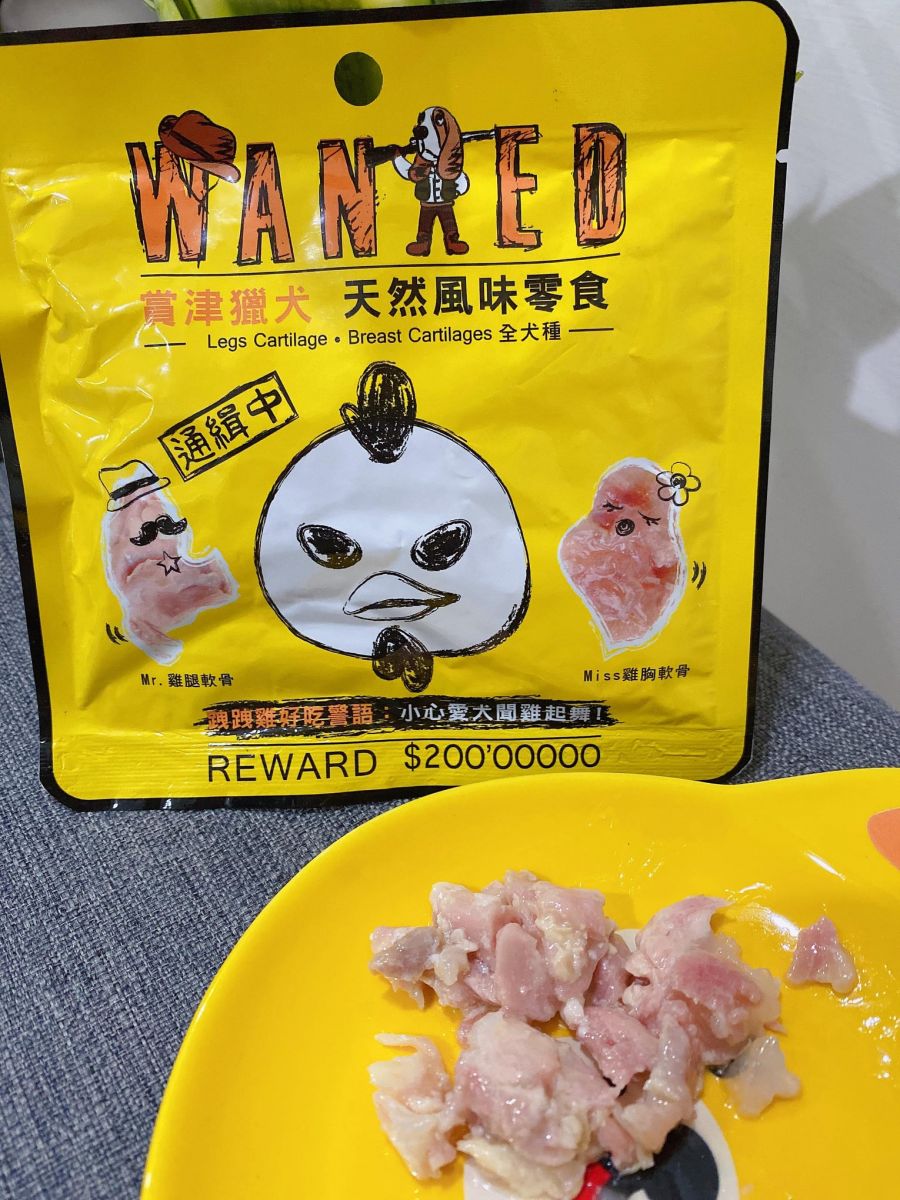 WANTED
賞津獵犬 天然風味零食
Legs Cartilage • Breast Cartilages 全犬種
通緝中
Mr.雞腿軟骨
Miss雞胸軟骨
跩跩雞好吃警語：小心愛犬聞雞起舞!
REWARD $200'00000